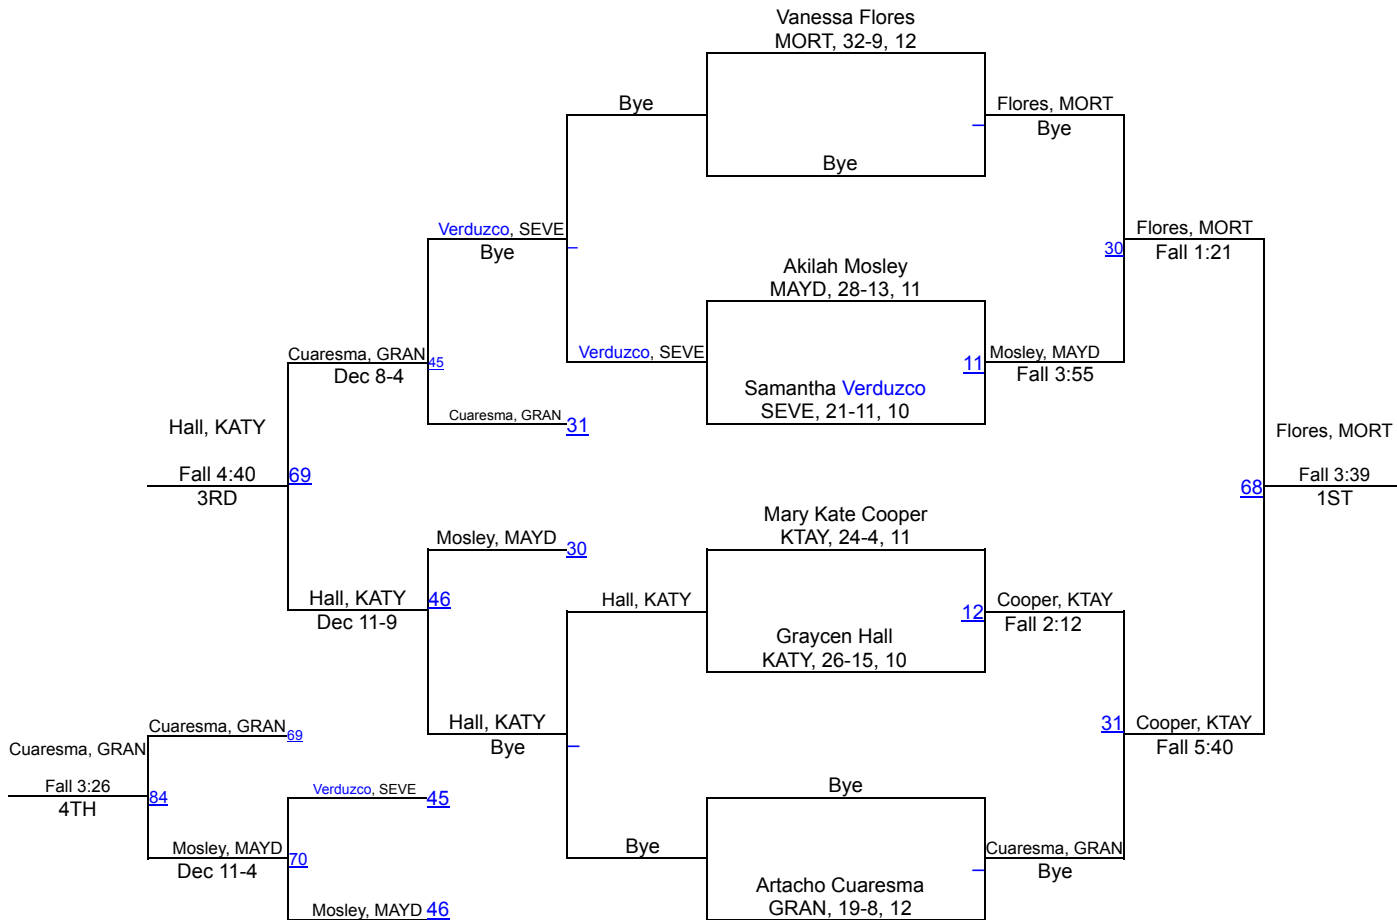 Vanessa Flores
MORT, 32-9, 12
Bye
Flores, MORT
Bye
Bye
Verduzco, SEVE
Bye
Flores, MORT
Fall 1:21
30
Akilah Mosley
MAYD, 28-13, 11
Cuaresma, GRAN
45
Dec 8-4
Verduzco, SEVE
11
Mosley, MAYD
Fall 3:55
Samantha Verduzco
SEVE, 21-11, 10
Cuaresma, GRAN
31
Hall, KATY
Flores, MORT
Fall 4:40
69
3RD
68
Fall 3:39
1ST
Mary Kate Cooper
KTAY, 24-4, 11
Mosley, MAYD
30
Hall, KATY
46
Dec 11-9
Hall, KATY
12
Cooper, KTAY
Fall 2:12
Graycen Hall
KATY, 26-15, 10
Hall, KATY
Bye
31
Cooper, KTAY
Fall 5:40
Cuaresma, GRAN
69
Cuaresma, GRAN
Fall 3:26
84
4TH
Verduzco, SEVE
45
Bye
Mosley, MAYD
70
Dec 11-4
Bye
Cuaresma, GRAN
Bye
Artacho Cuaresma
GRAN, 19-8, 12
Mosley, MAYD
46